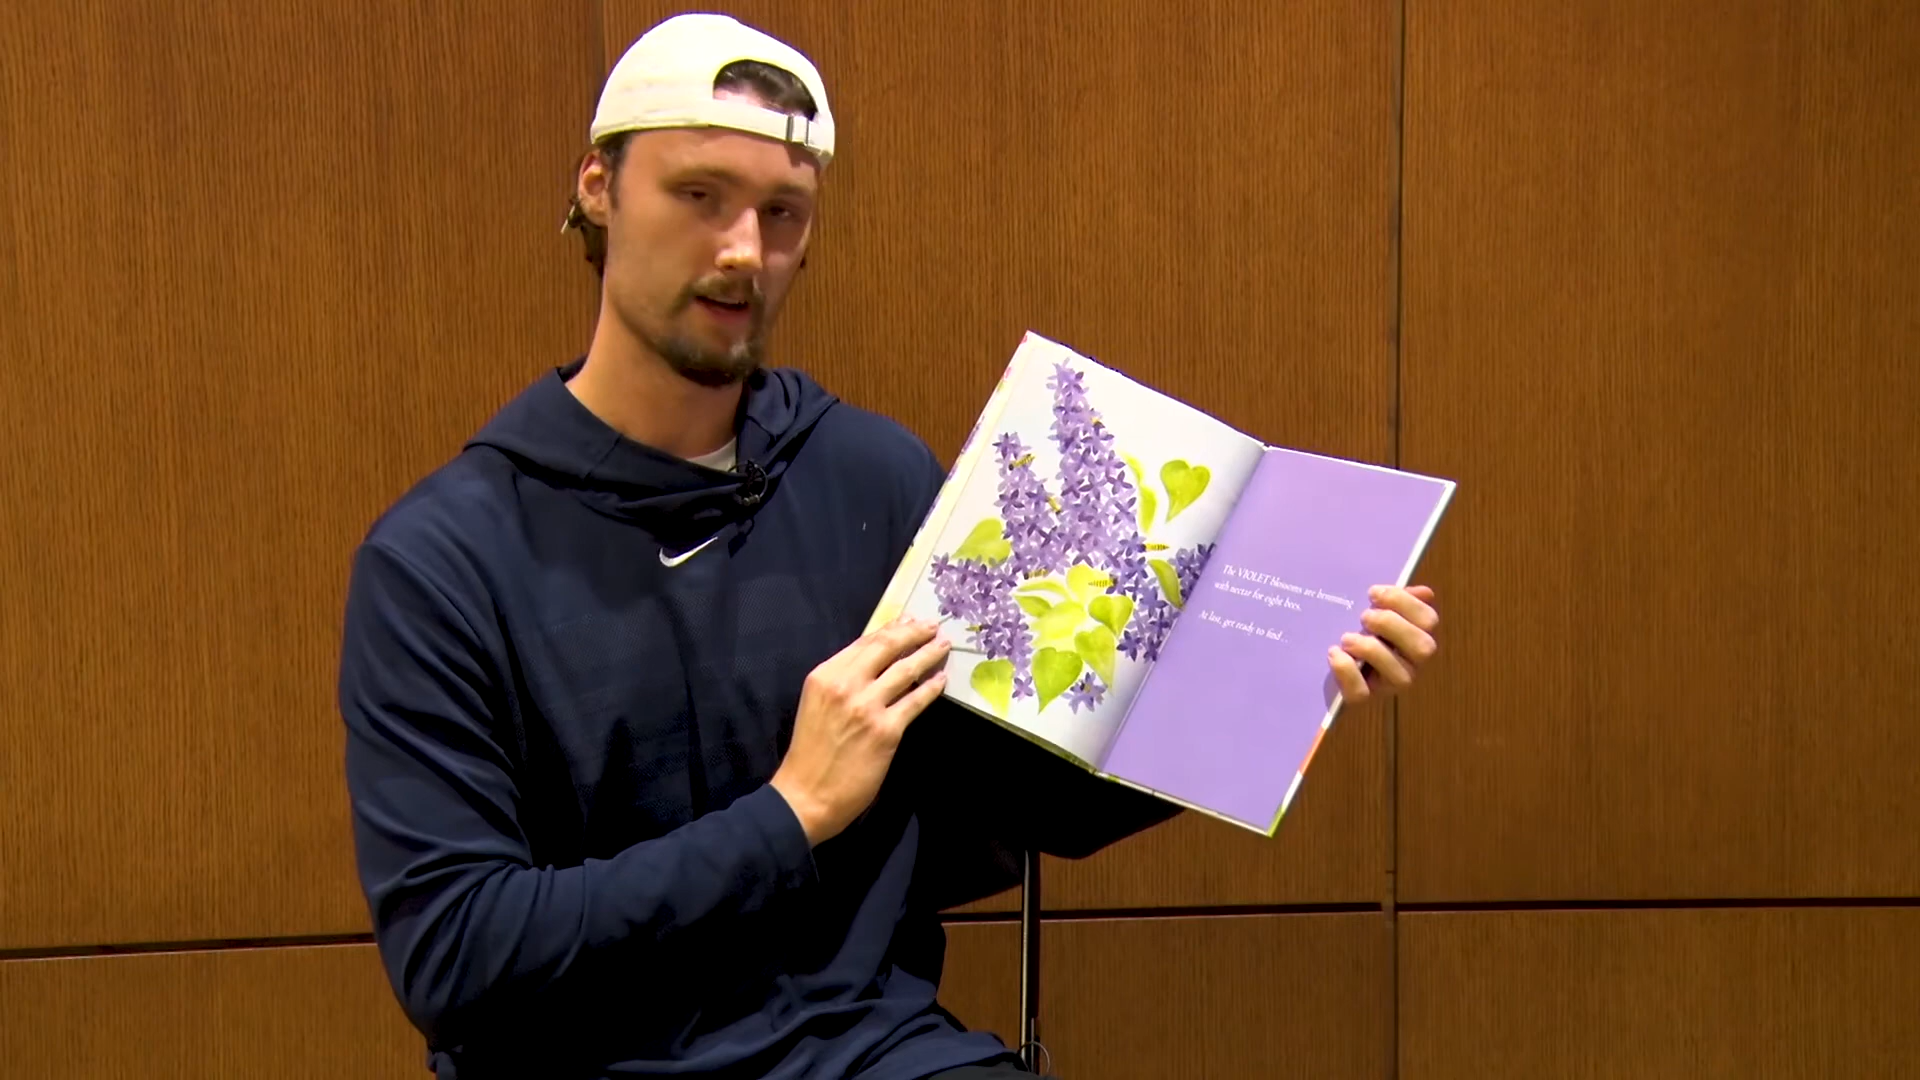 The VIOLET blossoms are brimming
with nectar for eight bees.
At last, get ready to find . . .